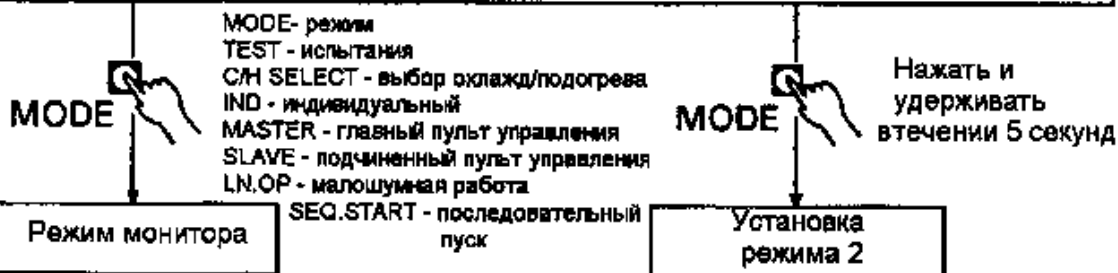 MODE- режим
TEST - испытания
C/H SELECT - выбор охлажд/подогрева
IND - индивидуальный
MASTER - главный пульт управления
SLAVE - подчиненный пульт управления
LN.OP - малошумная работа
SEQ.START - последовательный
пуск
MODE
Режим монитора
MODE
Нажать и
удерживать
втечении 5 секунд
Установка
режима 2